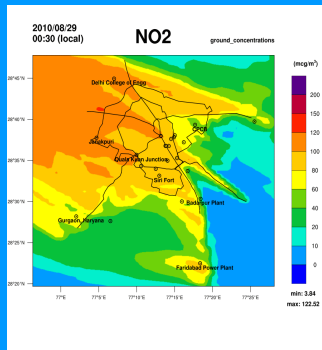 2010/08/29
00:30 (local)
NO2
ground_concentrations
(mcg/m³)
28°45'N
28°40'N
28°35'N
28°30'N
28°25'N
28°20'N
Delhi College of Engg
CPCB
Janakpuri
Quala Kuan Junction
Siri Fort
Badarpur Plant
Gurgaon, Haryana
Faridabad Power Plant
77°E
77°5'E
77°10'E
77°15'E
77°20'E
77°25'E
200
150
120
100
80
60
40
20
10
0
min: 3.84
max: 122.52